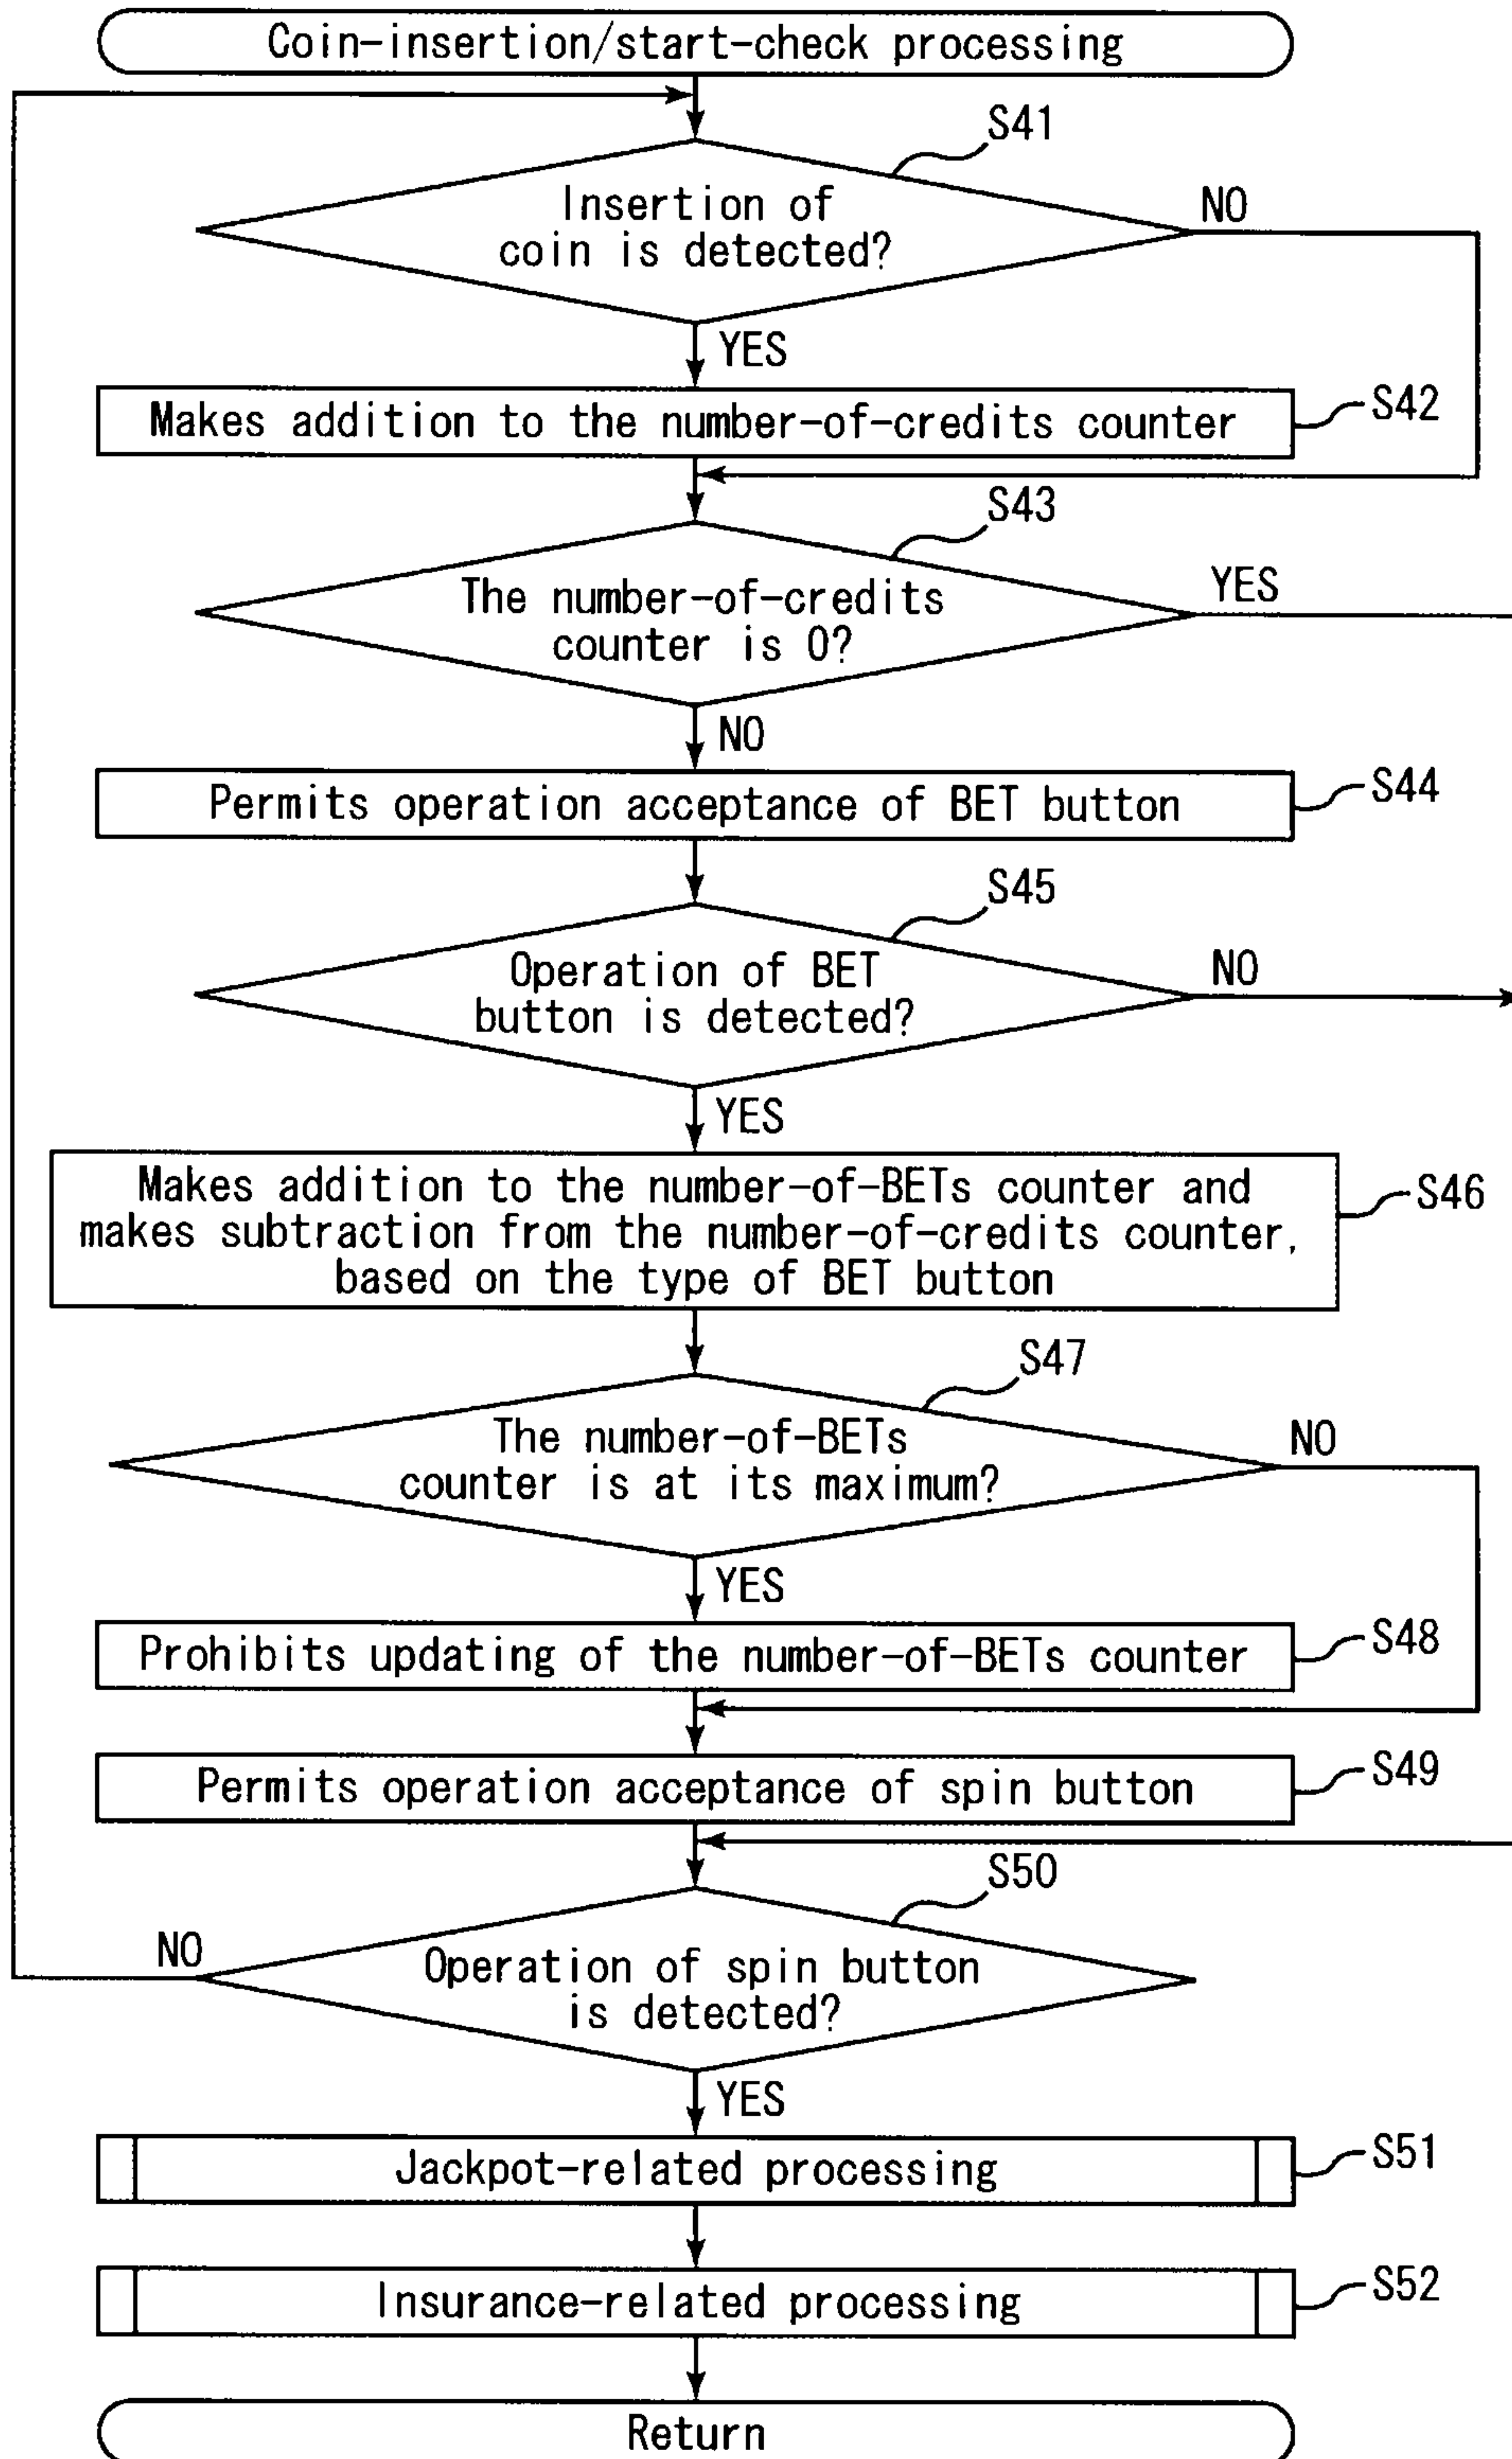 Coin-insertion/start-check processing
S41
Insertion of
coin is detected?
NO
YES
Makes addition to the number-of-credits counter
S42
S43
The number-of-credits
counter is 0?
YES
NO
Permits operation acceptance of BET button
S44
S45
Operation of BET
button is detected?
NO
YES
Makes addition to the number-of-BETs counter and
makes subtraction from the number-of-credits counter,
based on the type of BET button
S46
S47
The number-of-BETs
counter is at its maximum?
NO
YES
Prohibits updating of the number-of-BETs counter
S48
Permits operation acceptance of spin button
S49
S50
NO
Operation of spin button
is detected?
YES
Jackpot-related processing
S51
Insurance-related processing
S52
Return